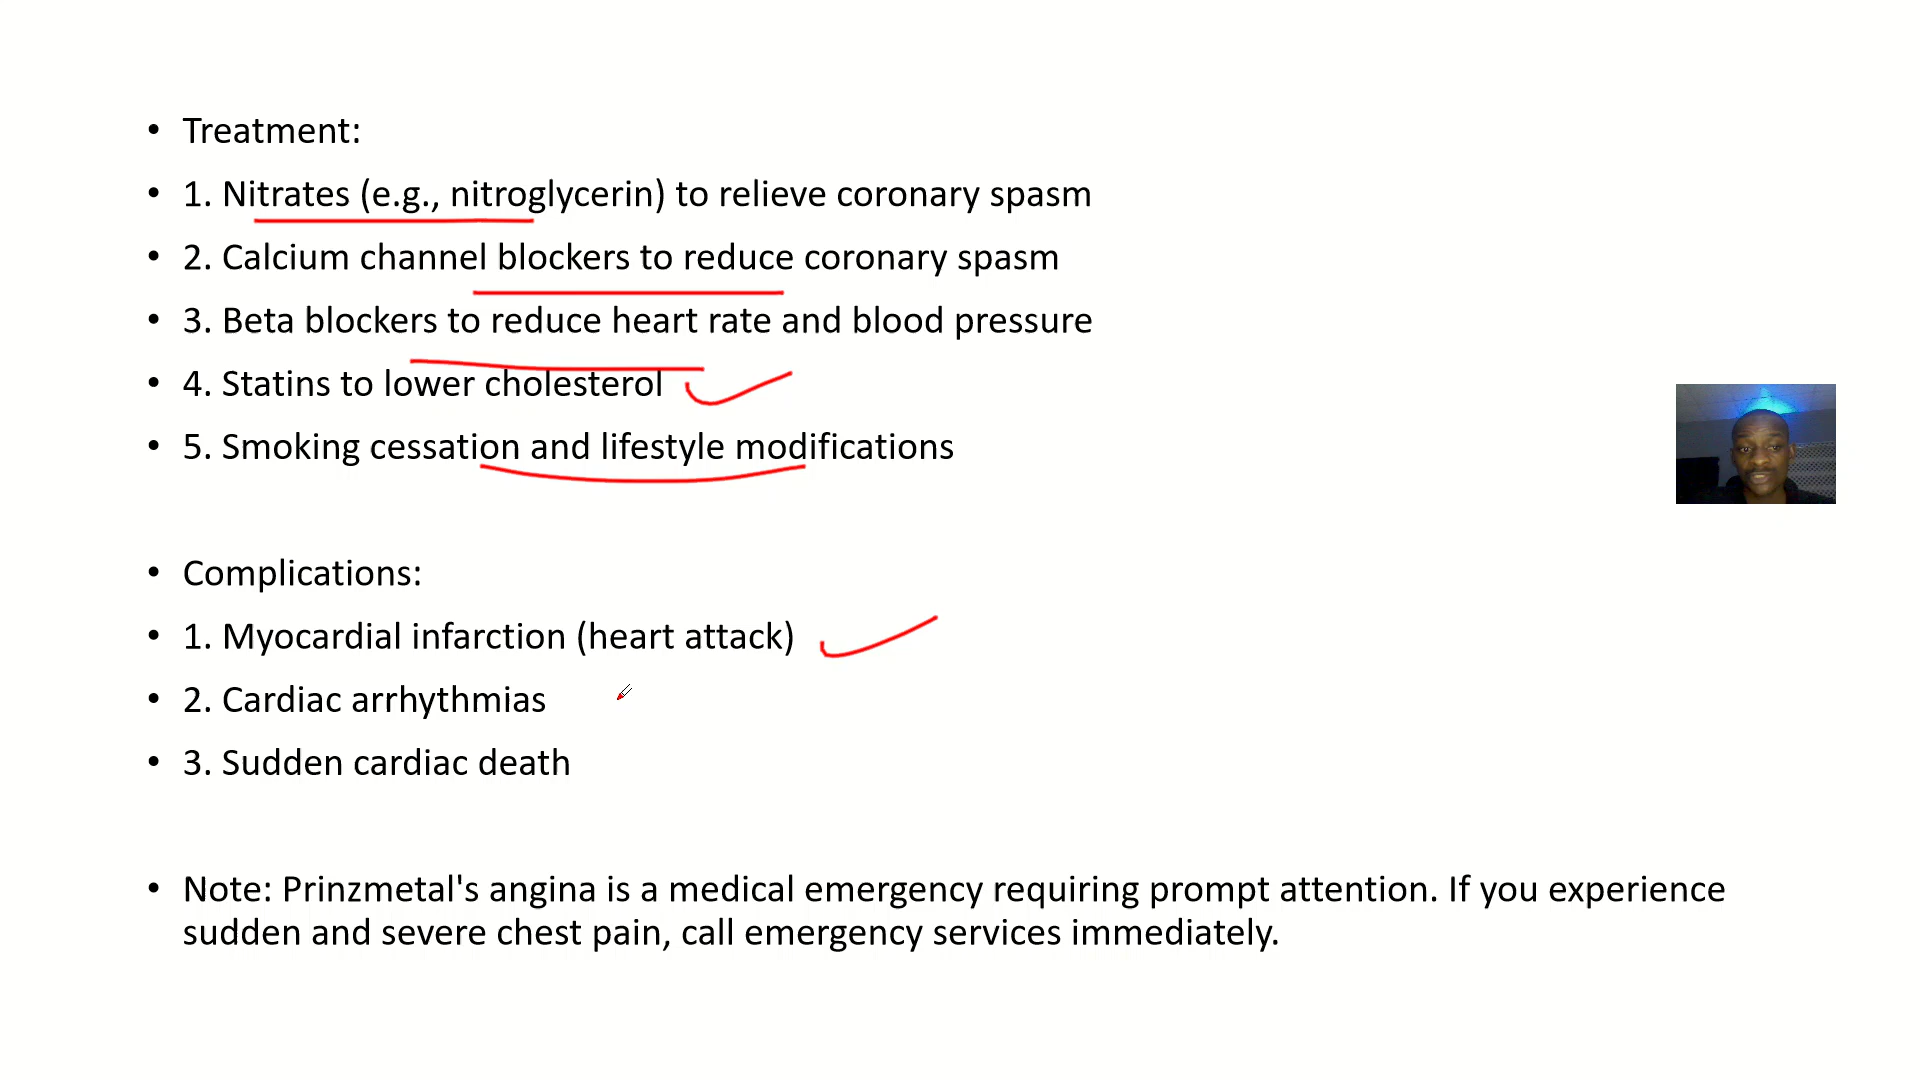 • Treatment:
• 1. Nitrates (e.g., nitroglycerin) to relieve coronary spasm
• 2. Calcium channel blockers to reduce coronary spasm
• 3. Beta blockers to reduce heart rate and blood pressure
• 4. Statins to lower cholesterol
• 5. Smoking cessation and lifestyle modifications
• Complications:
• 1. Myocardial infarction (heart attack)
• 2. Cardiac arrhythmias
• 3. Sudden cardiac death
• Note: Prinzmetal's angina is a medical emergency requiring prompt attention. If you experience
sudden and severe chest pain, call emergency services immediately.